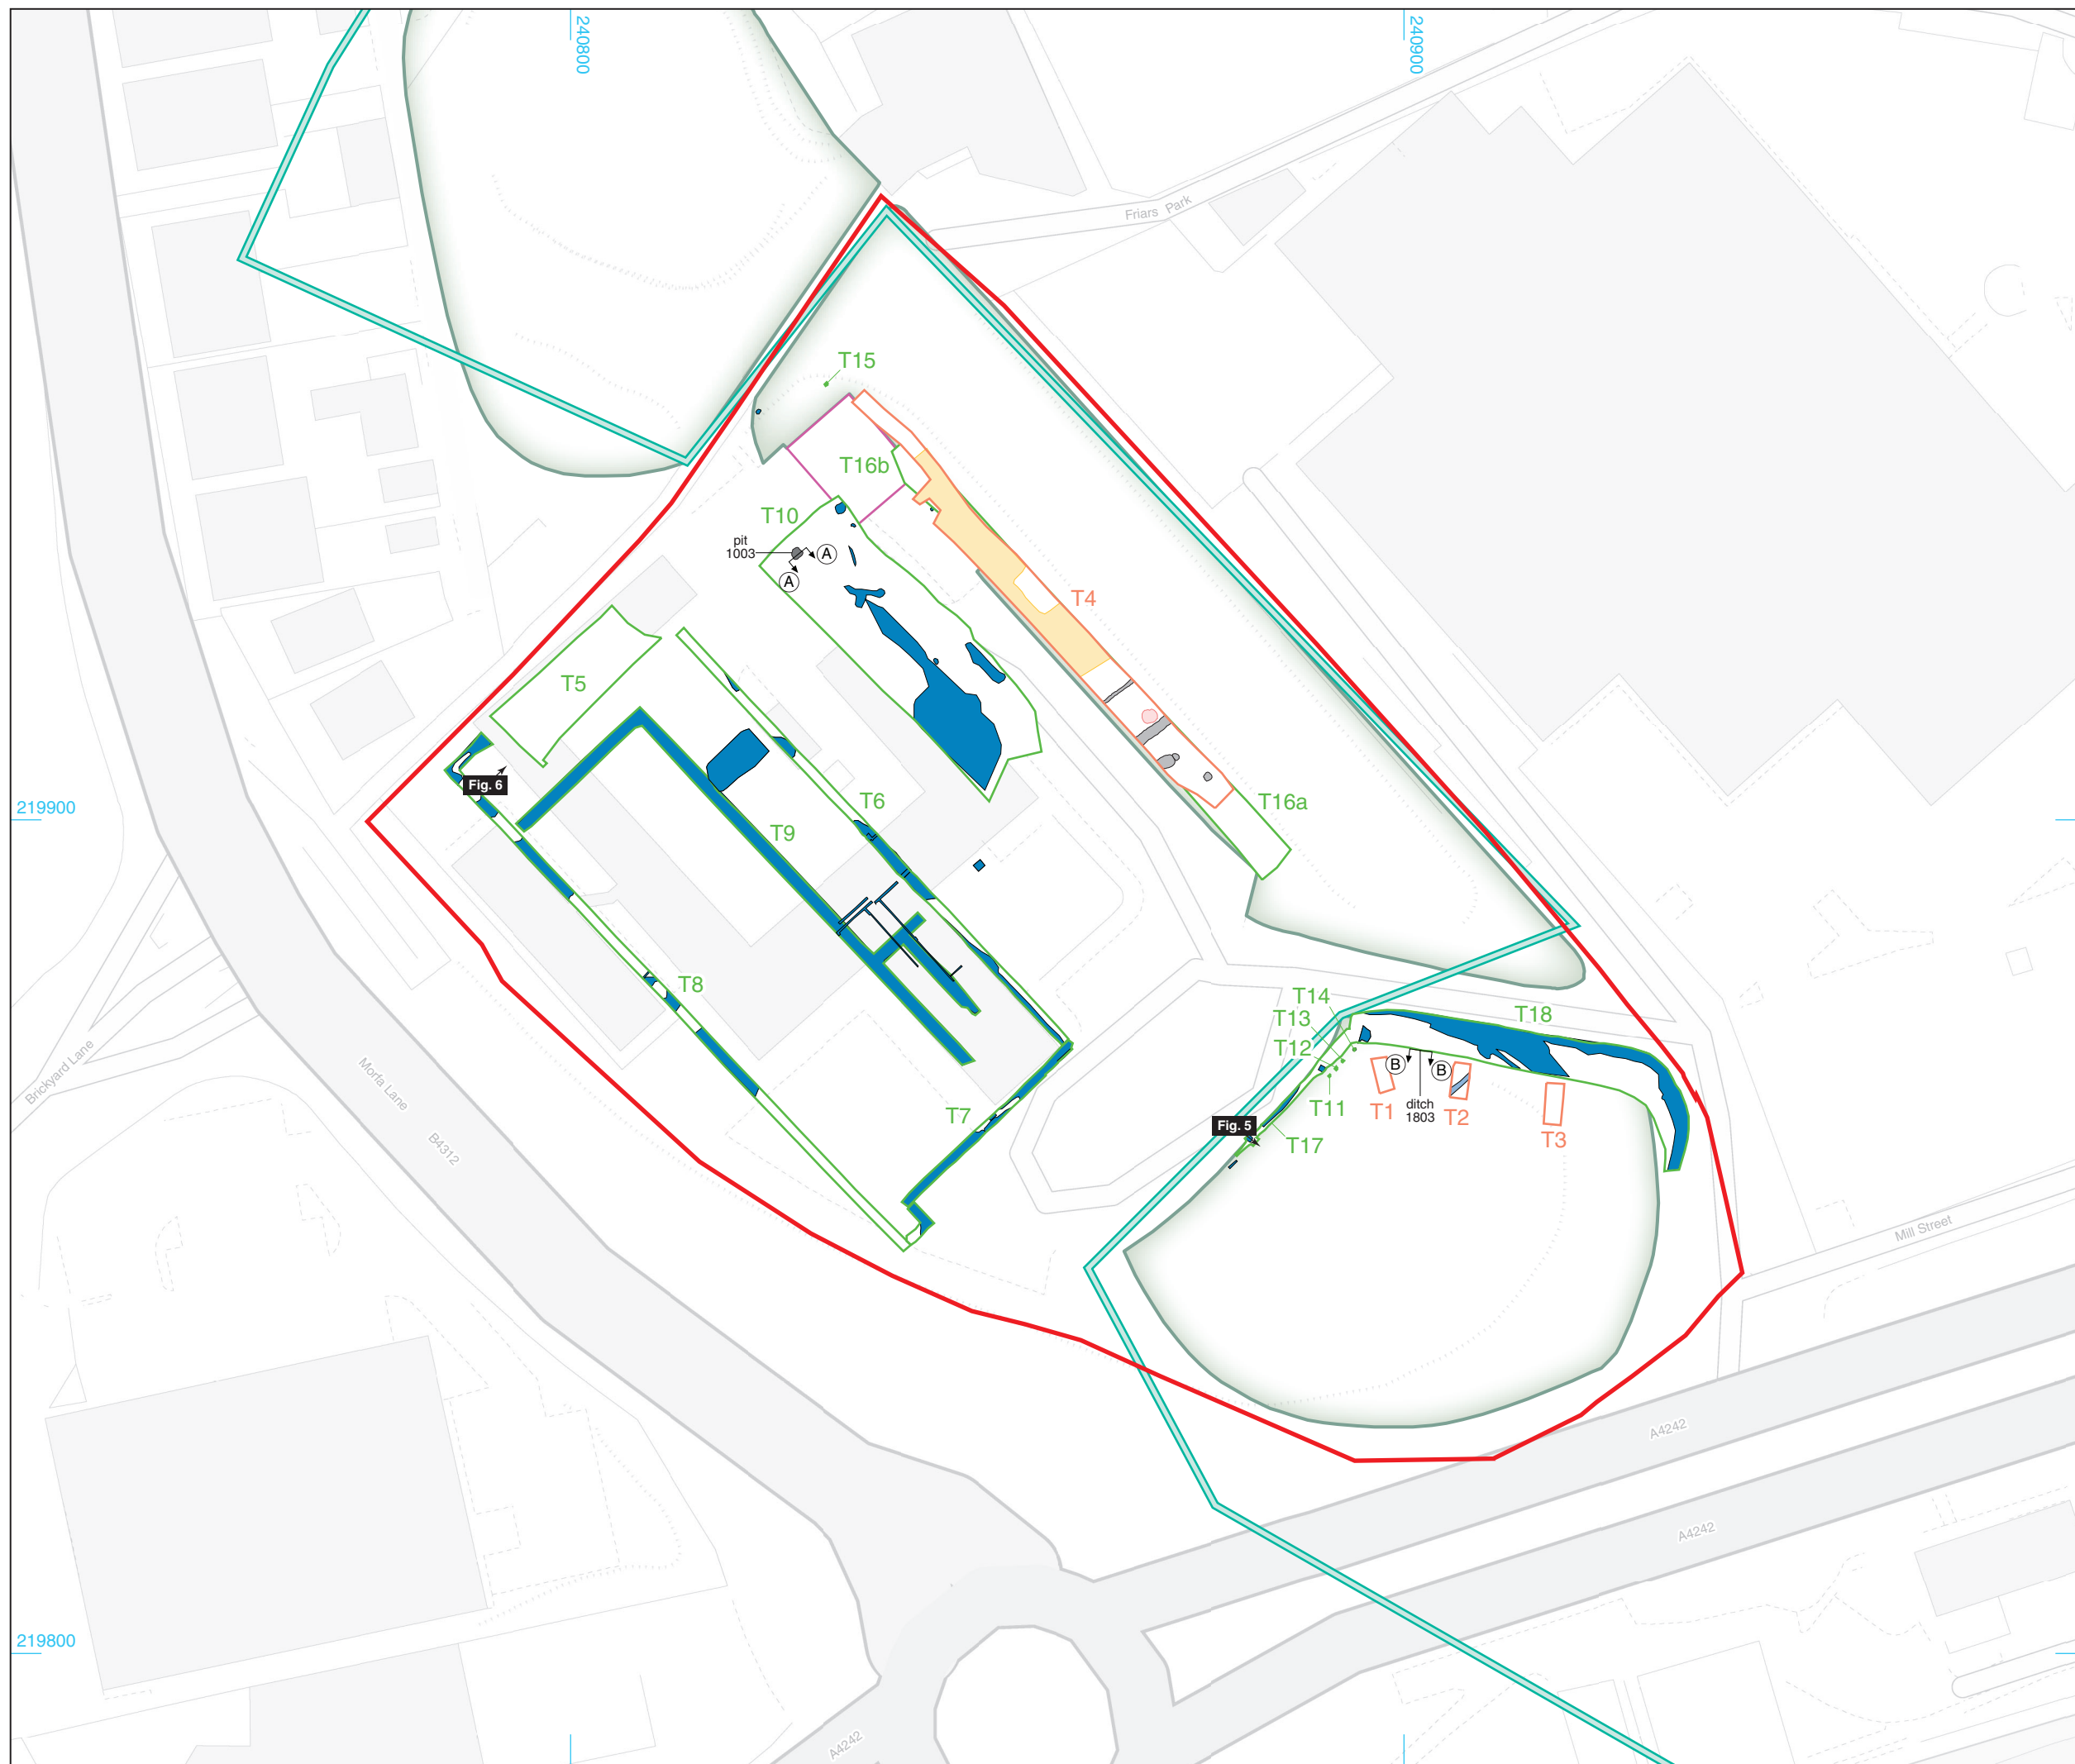 240800
240900
Friars Park
T15
T16b
T10
pit
1003
A
A
T4
T5
Fig. 6
T6
T16a
219900
T9
T8
T14
T13
T18
T12
B
B
Brickyard Lane
Morfa Lane
T7
T11
T1
ditch
1803
T2
Fig. 5
T3
T17
B4312
Mill Street
A4242
A4242
219800
A4242